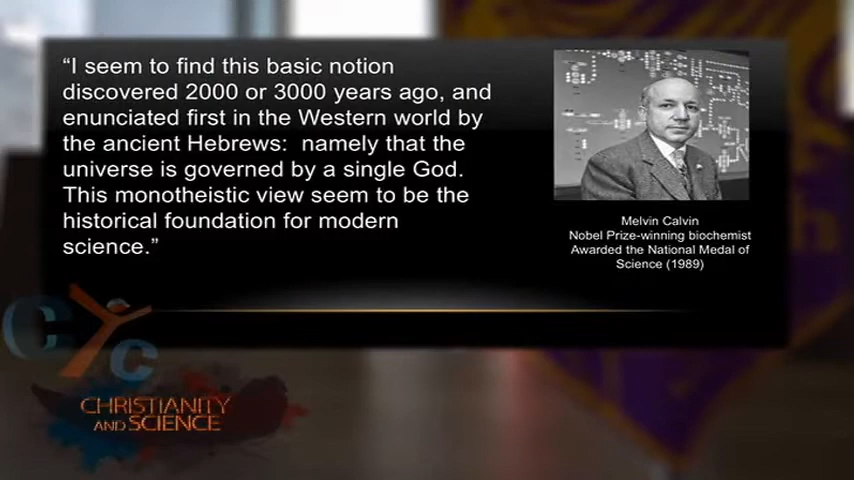 “I seem to find this basic notion
discovered 2000 or 3000 years ago, and
enunciated first in the Western world by
the ancient Hebrews:  namely that the
universe is governed by a single God.
This monotheistic view seem to be the
historical foundation for modern
science.”
Melvin Calvin
Nobel Prize-winning biochemist
Awarded the National Medal of
Science (1989)
CYC
CHRISTIANITY
AND SCIENCE